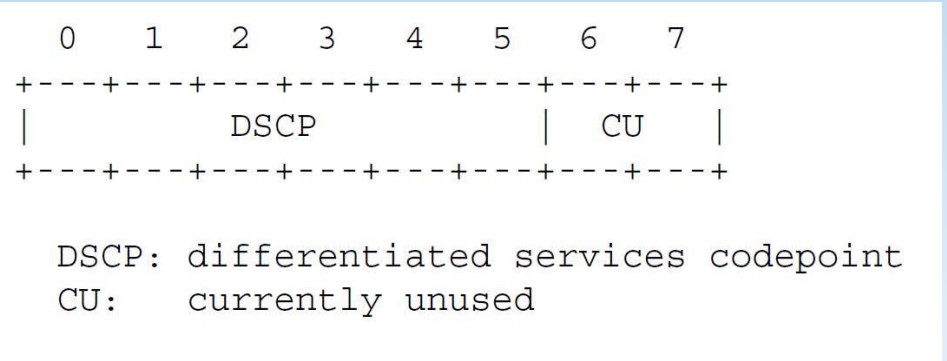 0   1   2   3   4   5   6   7
+---+---+---+---+---+---+---+---+
|         DSCP          |  CU   |
+---+---+---+---+---+---+---+---+
DSCP: differentiated services codepoint
CU:   currently unused